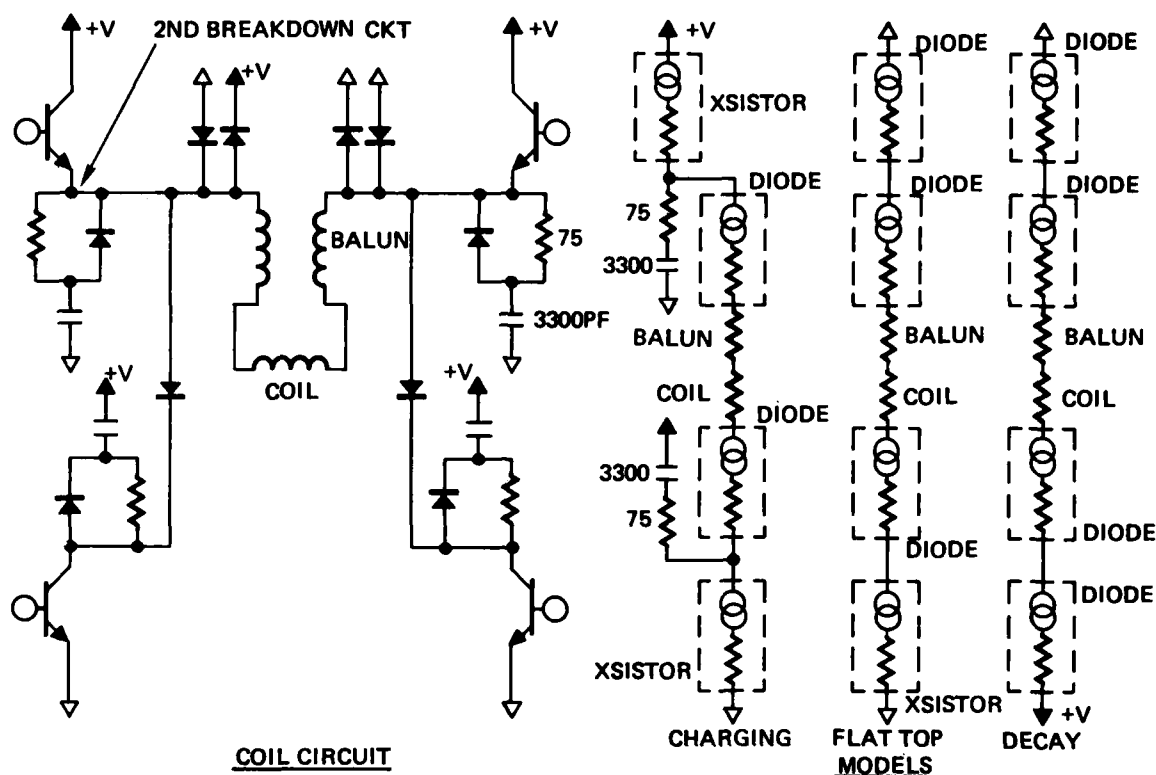 +V
2ND BREAKDOWN CKT
+V
+V
BALUN
75
3300PF
COIL
+V
+V
COIL CIRCUIT
+V
XSISTOR
DIODE
75
3300
BALUN
COIL
DIODE
3300
75
XSISTOR
CHARGING
DIODE
DIODE
BALUN
COIL
DIODE
XSISTOR
FLAT TOP
MODELS
DIODE
DIODE
BALUN
COIL
DIODE
DIODE
+V
DECAY